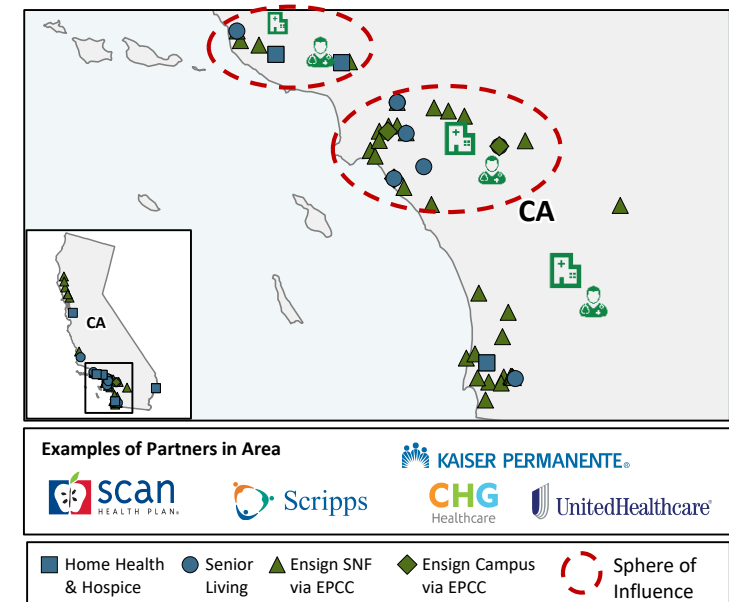 CA
CA
Examples of Partners in Area
KAISER PERMANENTE®
scan
HEALTH PLAN®
Scripps
CHG
Healthcare
UnitedHealthcare®
Home Health
& Hospice
Senior
Living
Ensign SNF
via EPCC
Ensign Campus
via EPCC
Sphere of
Influence